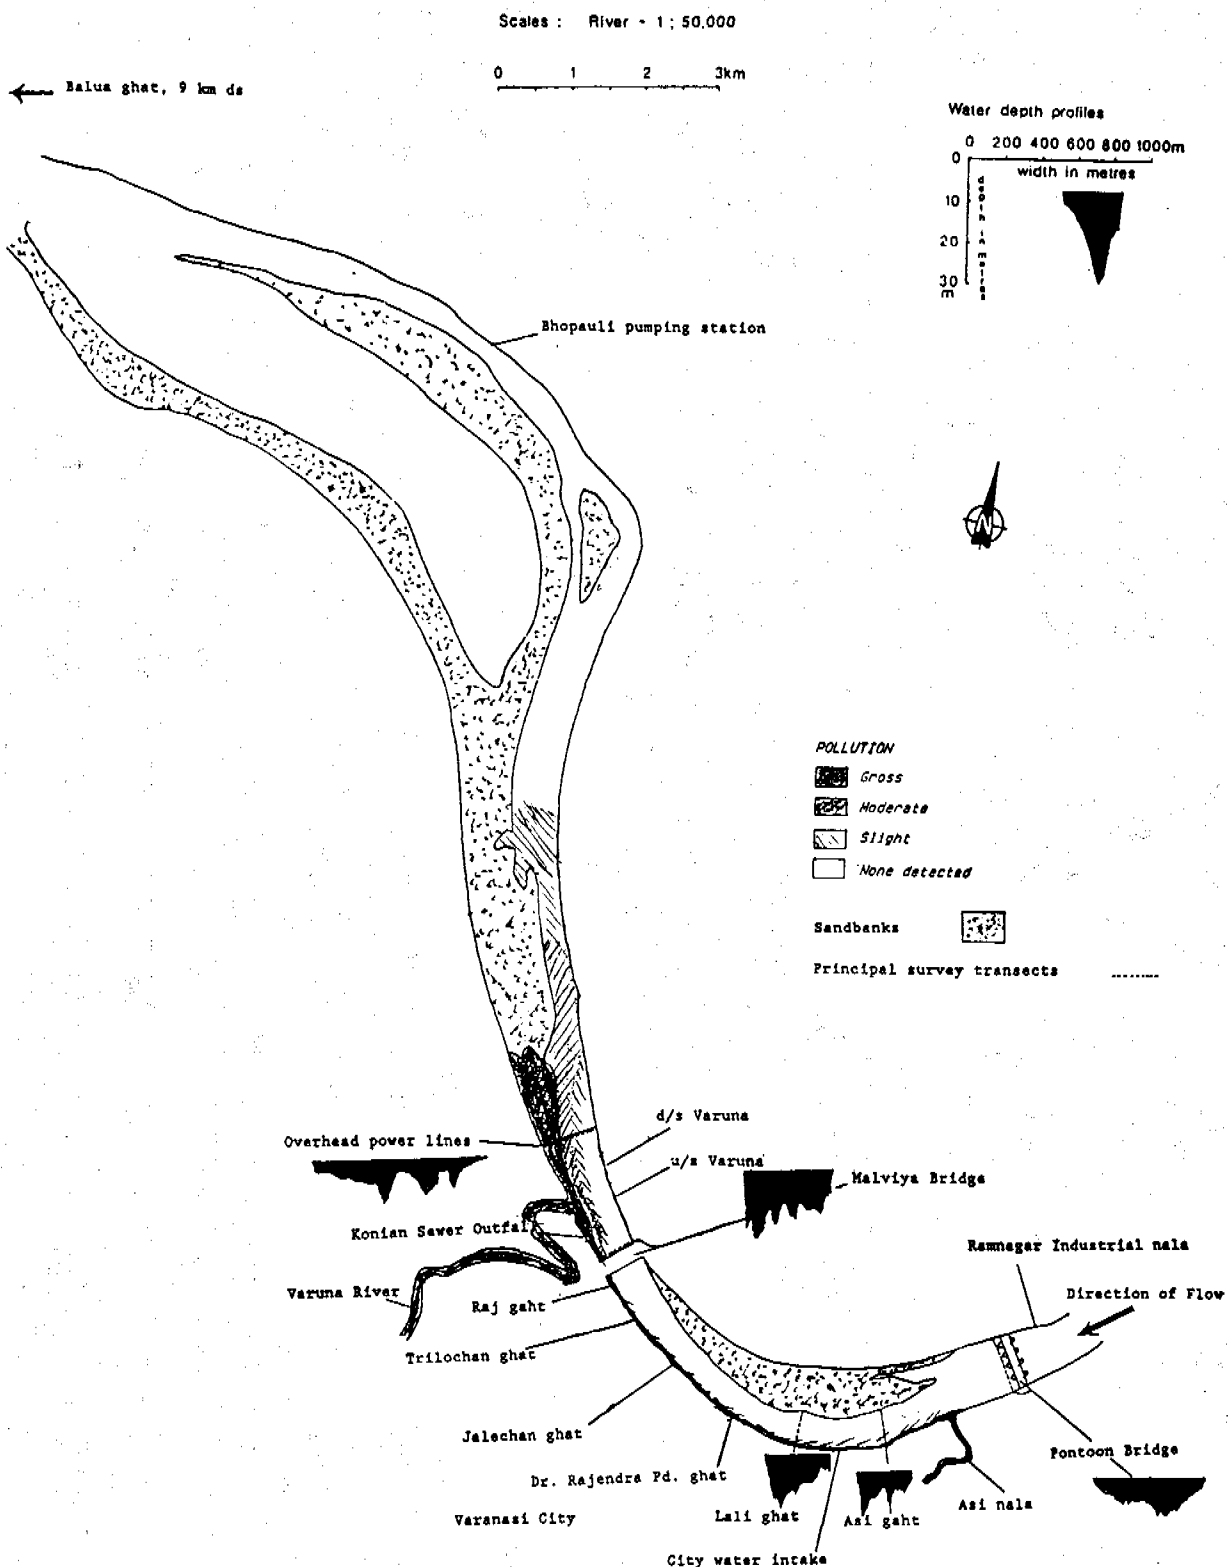 Scales : River - 1 ; 50,000
0 1 2 3km
Balua ghat, 9 km ds
Water depth profiles
0 200 400 600 800 1000m
width in metres
0
10
20
30
m
depth in metres
Bhopauli pumping station
N
POLLUTION
Gross
Moderate
Slight
None detected
Sandbanks
Principal survey transects
d/s Varuna
Overhead power lines
u/s Varuna
Malviya Bridge
Konian Sewer Outfal
Ramnagar Industrial nala
Varuna River
Raj gaht
Direction of Flow
Trilochan ghat
Jalechan ghat
Dr. Rajendra Pd. ghat
Pontoon Bridge
Varanasi City
Lali ghat
Asi gaht
Asi nala
City water intake